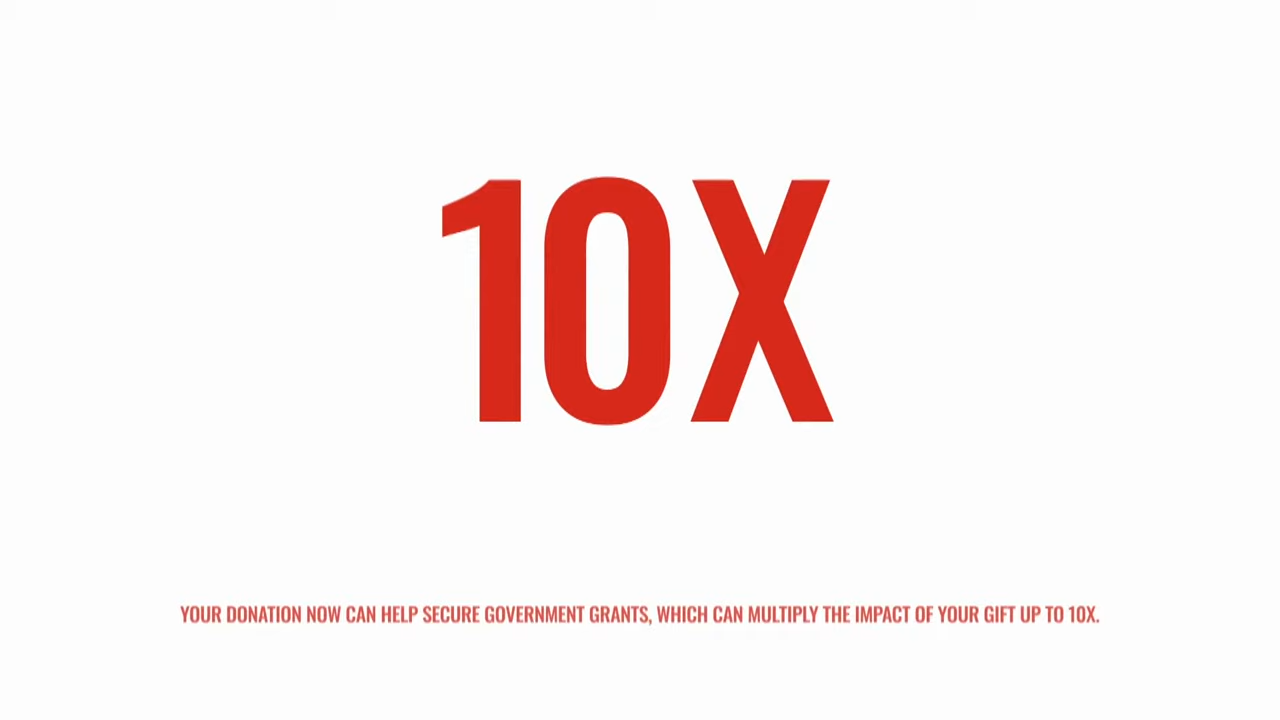 10X
YOUR DONATION NOW CAN HELP SECURE GOVERNMENT GRANTS, WHICH CAN MULTIPLY THE IMPACT OF YOUR GIFT UP TO 10X.